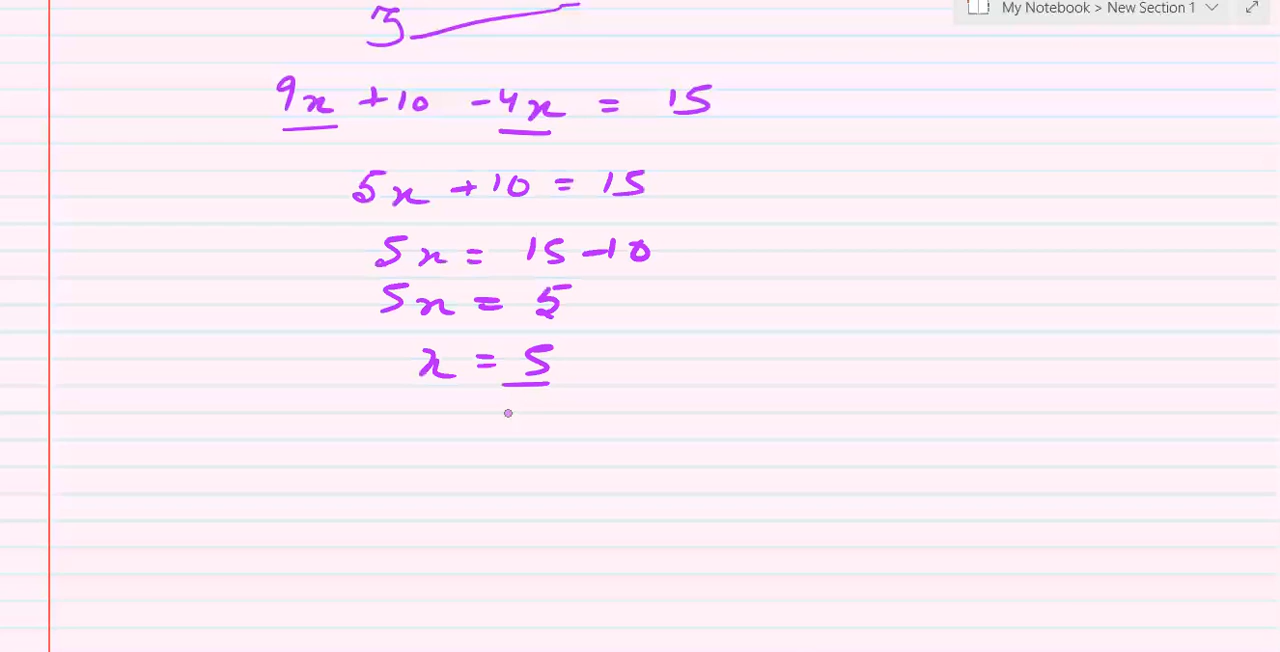 My Notebook > New Section 1
3
9x + 10 - 4x = 15
5x + 10 = 15
5x = 15 - 10
5x = 5
x = 5